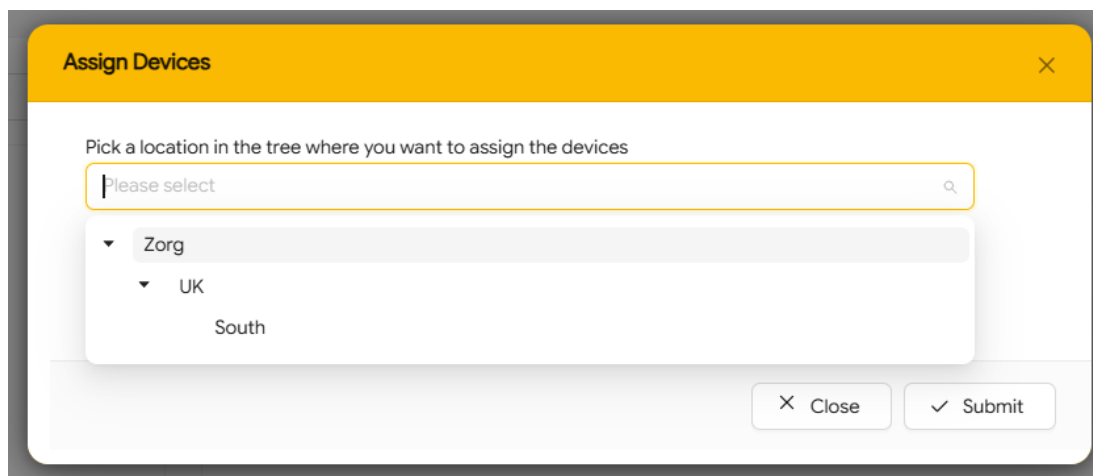 Assign Devices
Pick a location in the tree where you want to assign the devices
Please select
Zorg
UK
South
Close
Submit